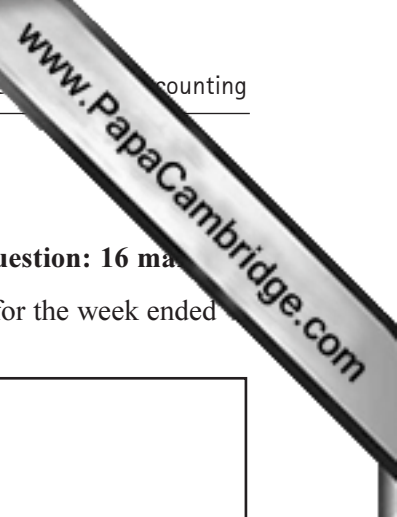 www.PapaCambridge.com
counting
uestion: 16 ma
for the week ended